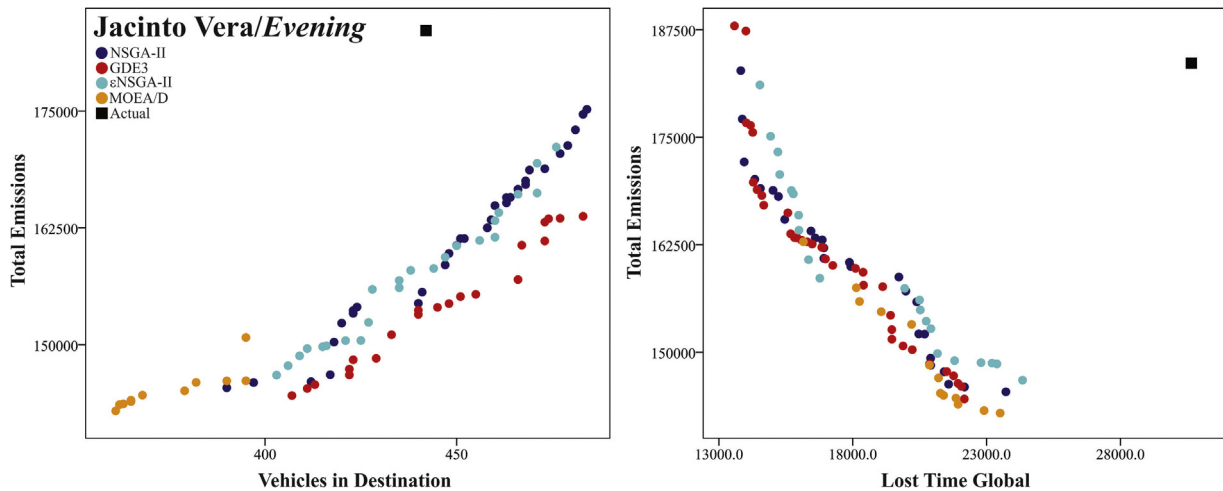 Jacinto Vera/Evening
NSGA-II
GDE3
εNSGA-II
MOEA/D
Actual
175000
162500
150000
Total Emissions
400
450
Vehicles in Destination
187500
175000
162500
150000
Total Emissions
13000.0
18000.0
23000.0
28000.0
Lost Time Global